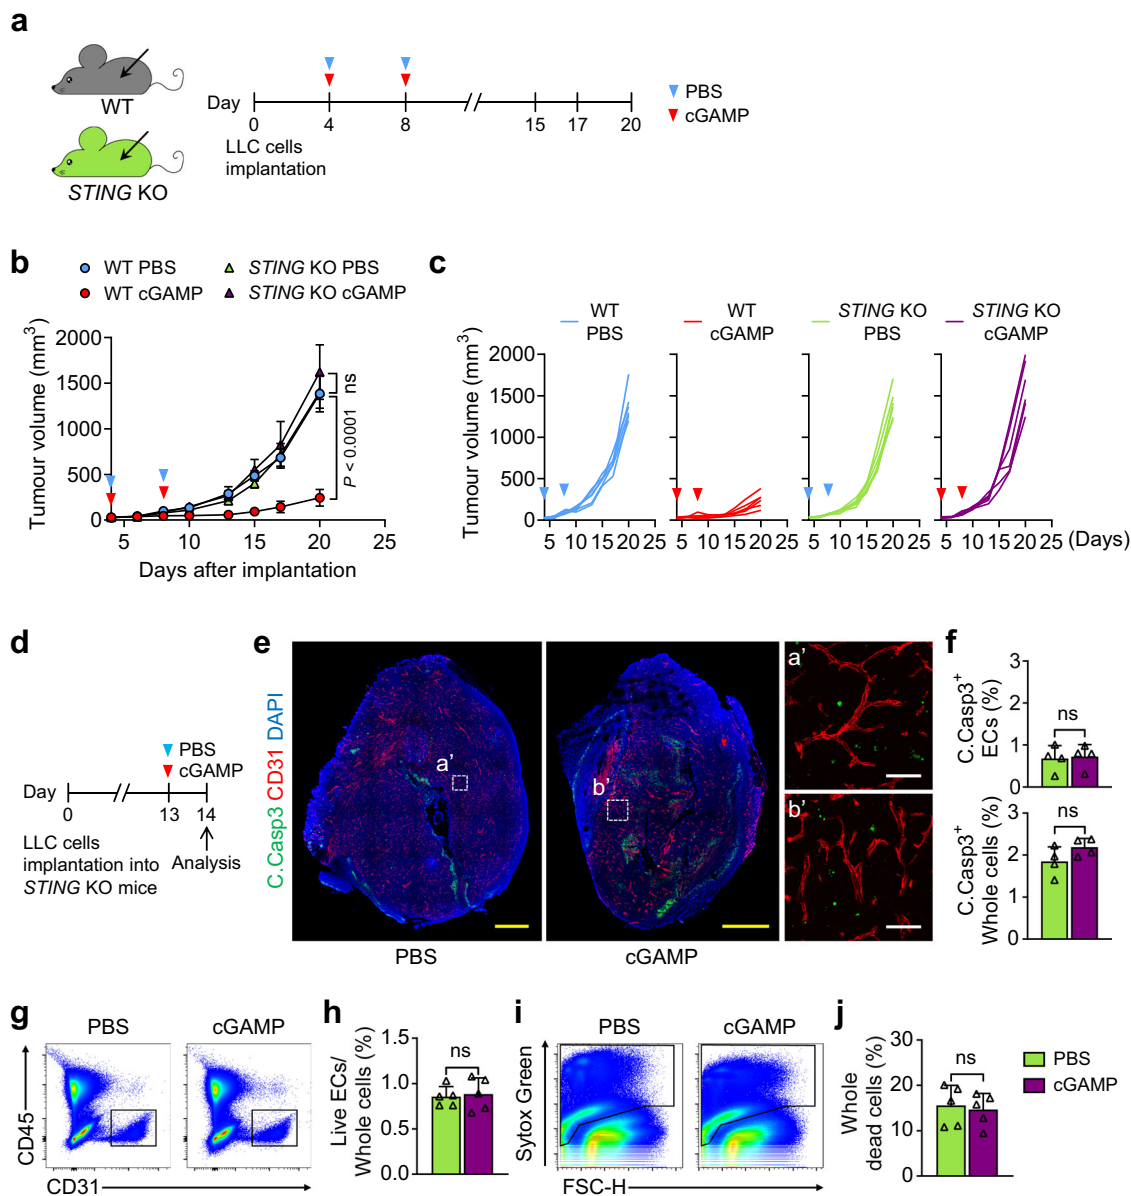 a
WT
STING KO
Day
0
4
8
15
17
20
LLC cells
implantation
PBS
cGAMP
b
WT PBS
STING KO PBS
WT cGAMP
STING KO cGAMP
Tumour volume (mm³)
2000
1500
1000
500
0
5
10
15
20
25
Days after implantation
ns
P < 0.0001
c
WT
PBS
WT
cGAMP
STING KO
PBS
STING KO
cGAMP
Tumour volume (mm³)
2000
1000
500
0
5 10 15 20 25
5 10 15 20 25
5 10 15 20 25
5 10 15 20 25 (Days)
d
PBS
cGAMP
Day
0
13
14
LLC cells
implantation into
STING KO mice
Analysis
e
C.Casp3 CD31 DAPI
a’
b’
PBS
cGAMP
a’
b’
f
C.Casp3⁺
ECs (%)
3
2
1
0
ns
C.Casp3⁺
Whole cells (%)
3
2
1
0
ns
g
PBS
cGAMP
CD45
CD31
h
Live ECs/
Whole cells (%)
1.5
1.0
0.5
0.0
ns
i
PBS
cGAMP
Sytox Green
FSC-H
j
Whole
dead cells (%)
30
20
10
0
ns
PBS
cGAMP